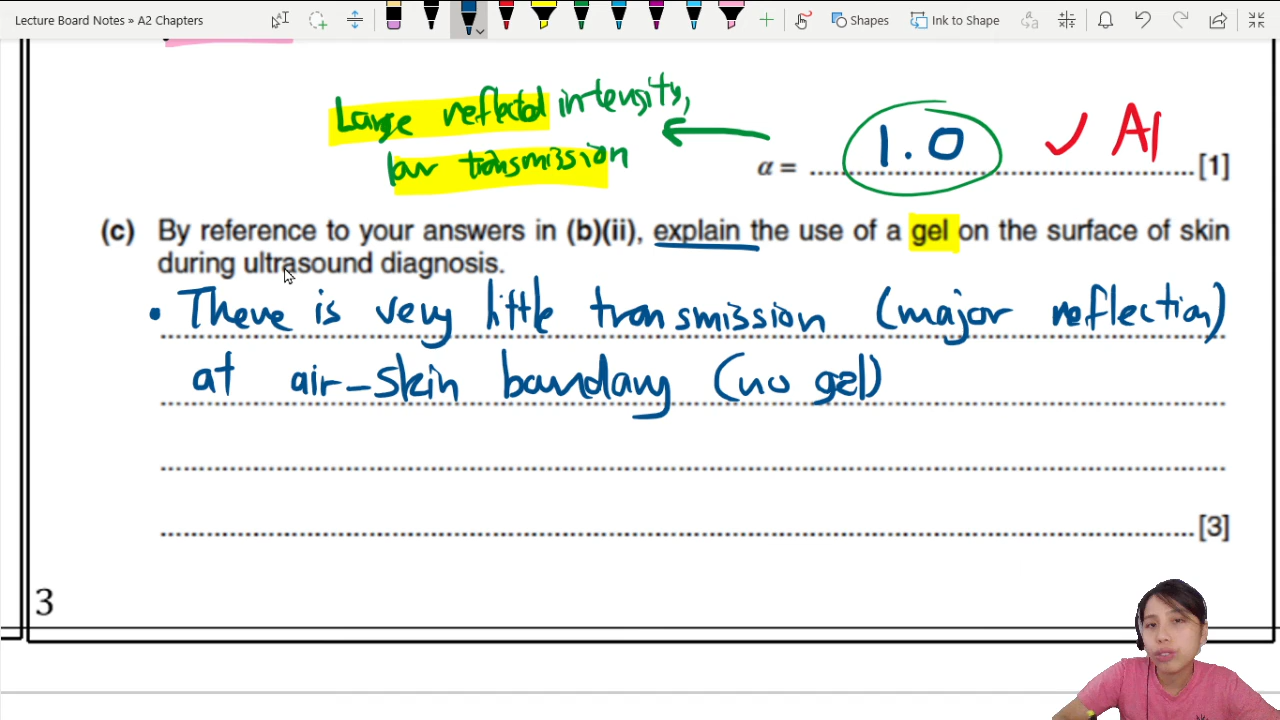 Lecture Board Notes » A2 Chapters
Shapes
Ink to Shape
Large reflected intensity,
low transmission
α = 1.0 ✓ A1 [1]
(c) By reference to your answers in (b)(ii), explain the use of a gel on the surface of skin
during ultrasound diagnosis.
• There is very little transmission (major reflection)
at air-skin boundary (no gel)
[3]
3